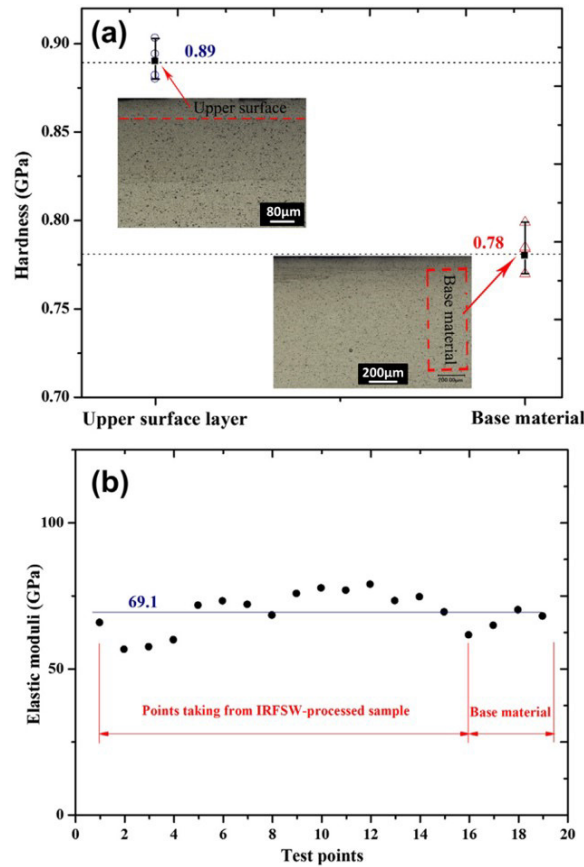 (a)
0.90
0.85
0.80
0.75
0.70
Hardness (GPa)
0.89
Upper surface
80μm
0.78
Base material
200μm
200.00μm
Upper surface layer
Base material
(b)
100
50
0
Elastic moduli (GPa)
69.1
Points taking from IRFSW-processed sample
Base material
0 2 4 6 8 10 12 14 16 18 20
Test points